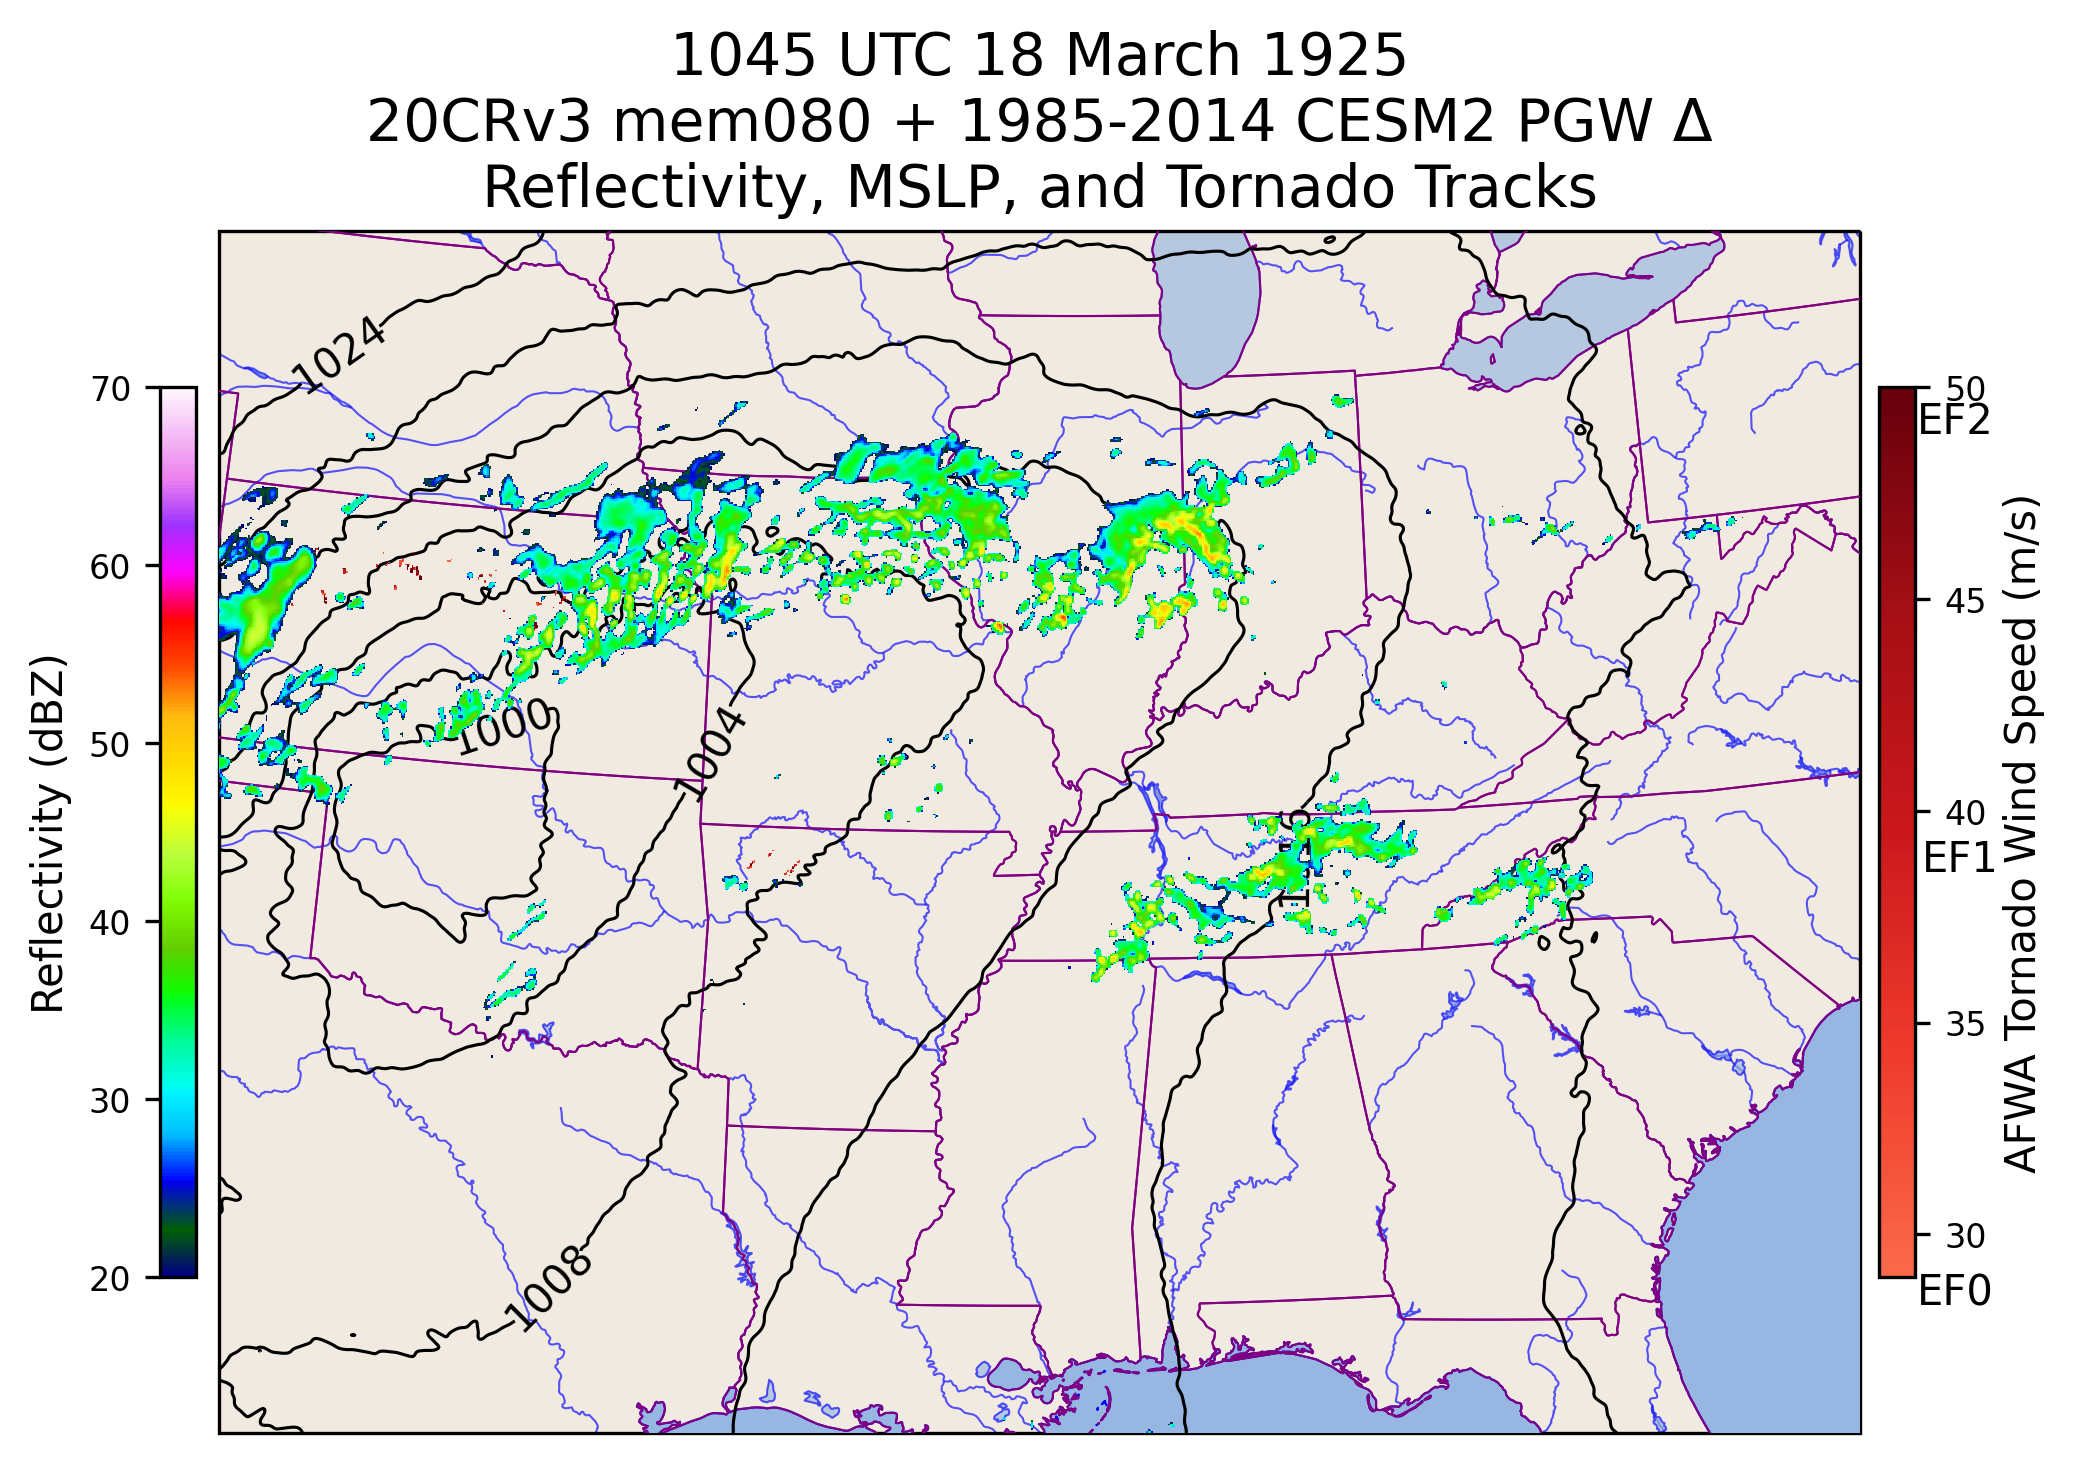 1045 UTC 18 March 1925
20CRv3 mem080 + 1985-2014 CESM2 PGW Δ
Reflectivity, MSLP, and Tornado Tracks
Reflectivity (dBZ)
70
60
50
40
30
20
1024
1000
1004
1008
50
EF2
45
40
EF1
35
30
EF0
AFWA Tornado Wind Speed (m/s)